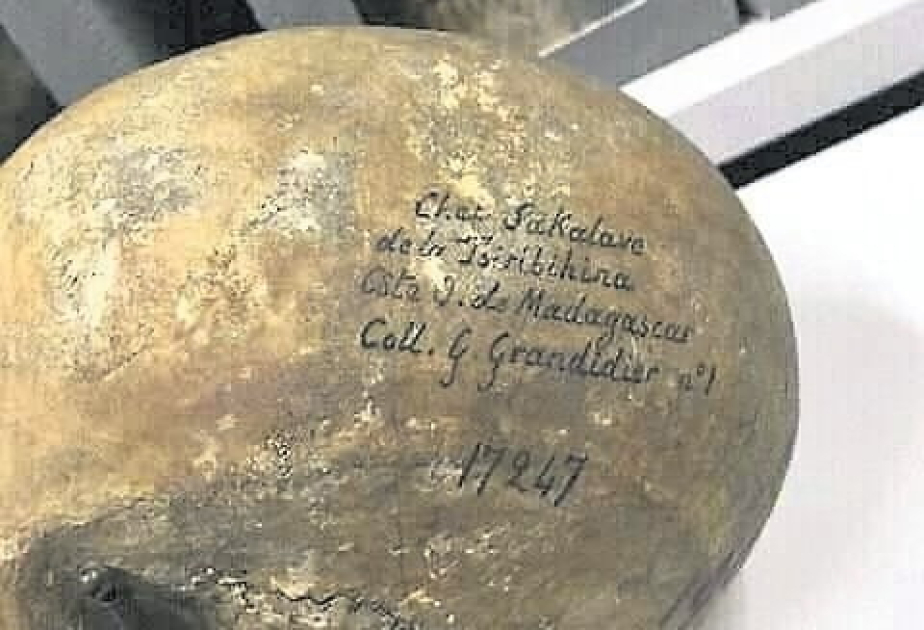 Chef Sakalave
de la Tsiribihina
Côte O. de Madagascar
Coll. G Grandidier n°1
17247